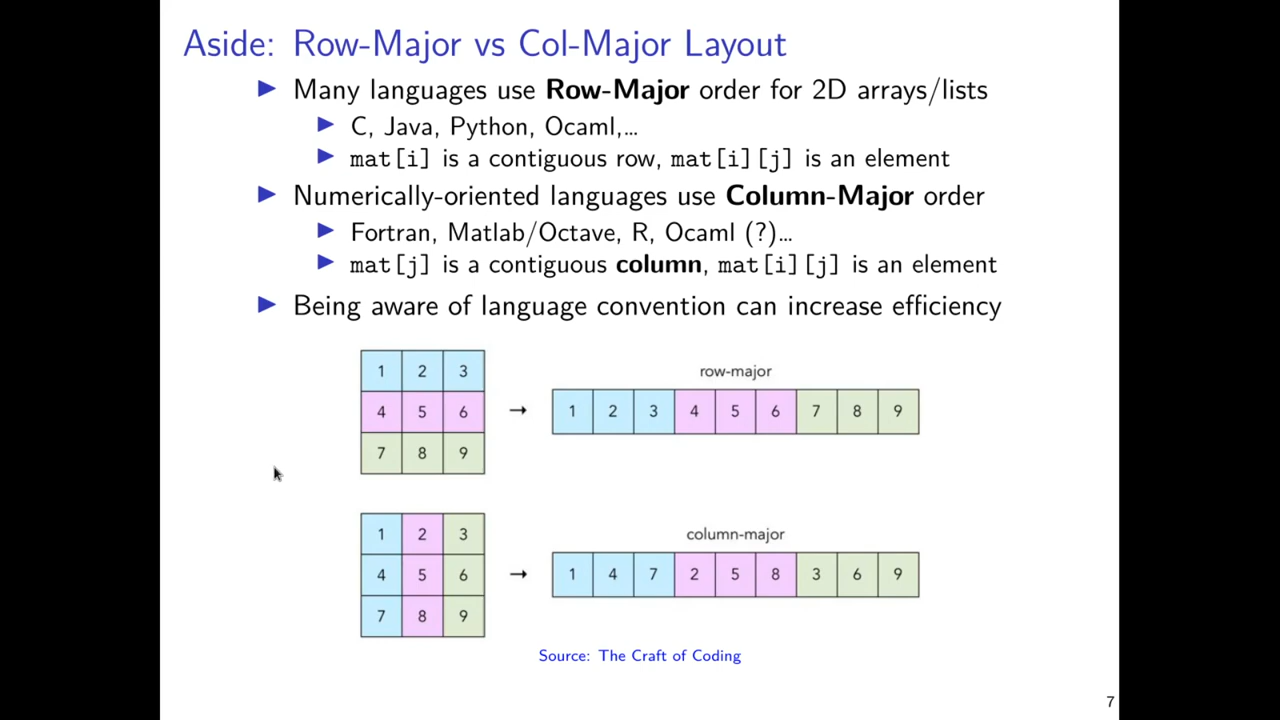 Aside: Row-Major vs Col-Major Layout
Many languages use Row-Major order for 2D arrays/lists
C, Java, Python, Ocaml,…
mat[i] is a contiguous row, mat[i][j] is an element
Numerically-oriented languages use Column-Major order
Fortran, Matlab/Octave, R, Ocaml (?)…
mat[j] is a contiguous column, mat[i][j] is an element
Being aware of language convention can increase efficiency
1 2 3
4 5 6
7 8 9
→
row-major
1 2 3 4 5 6 7 8 9
1 2 3
4 5 6
7 8 9
→
column-major
1 4 7 2 5 8 3 6 9
Source: The Craft of Coding
7